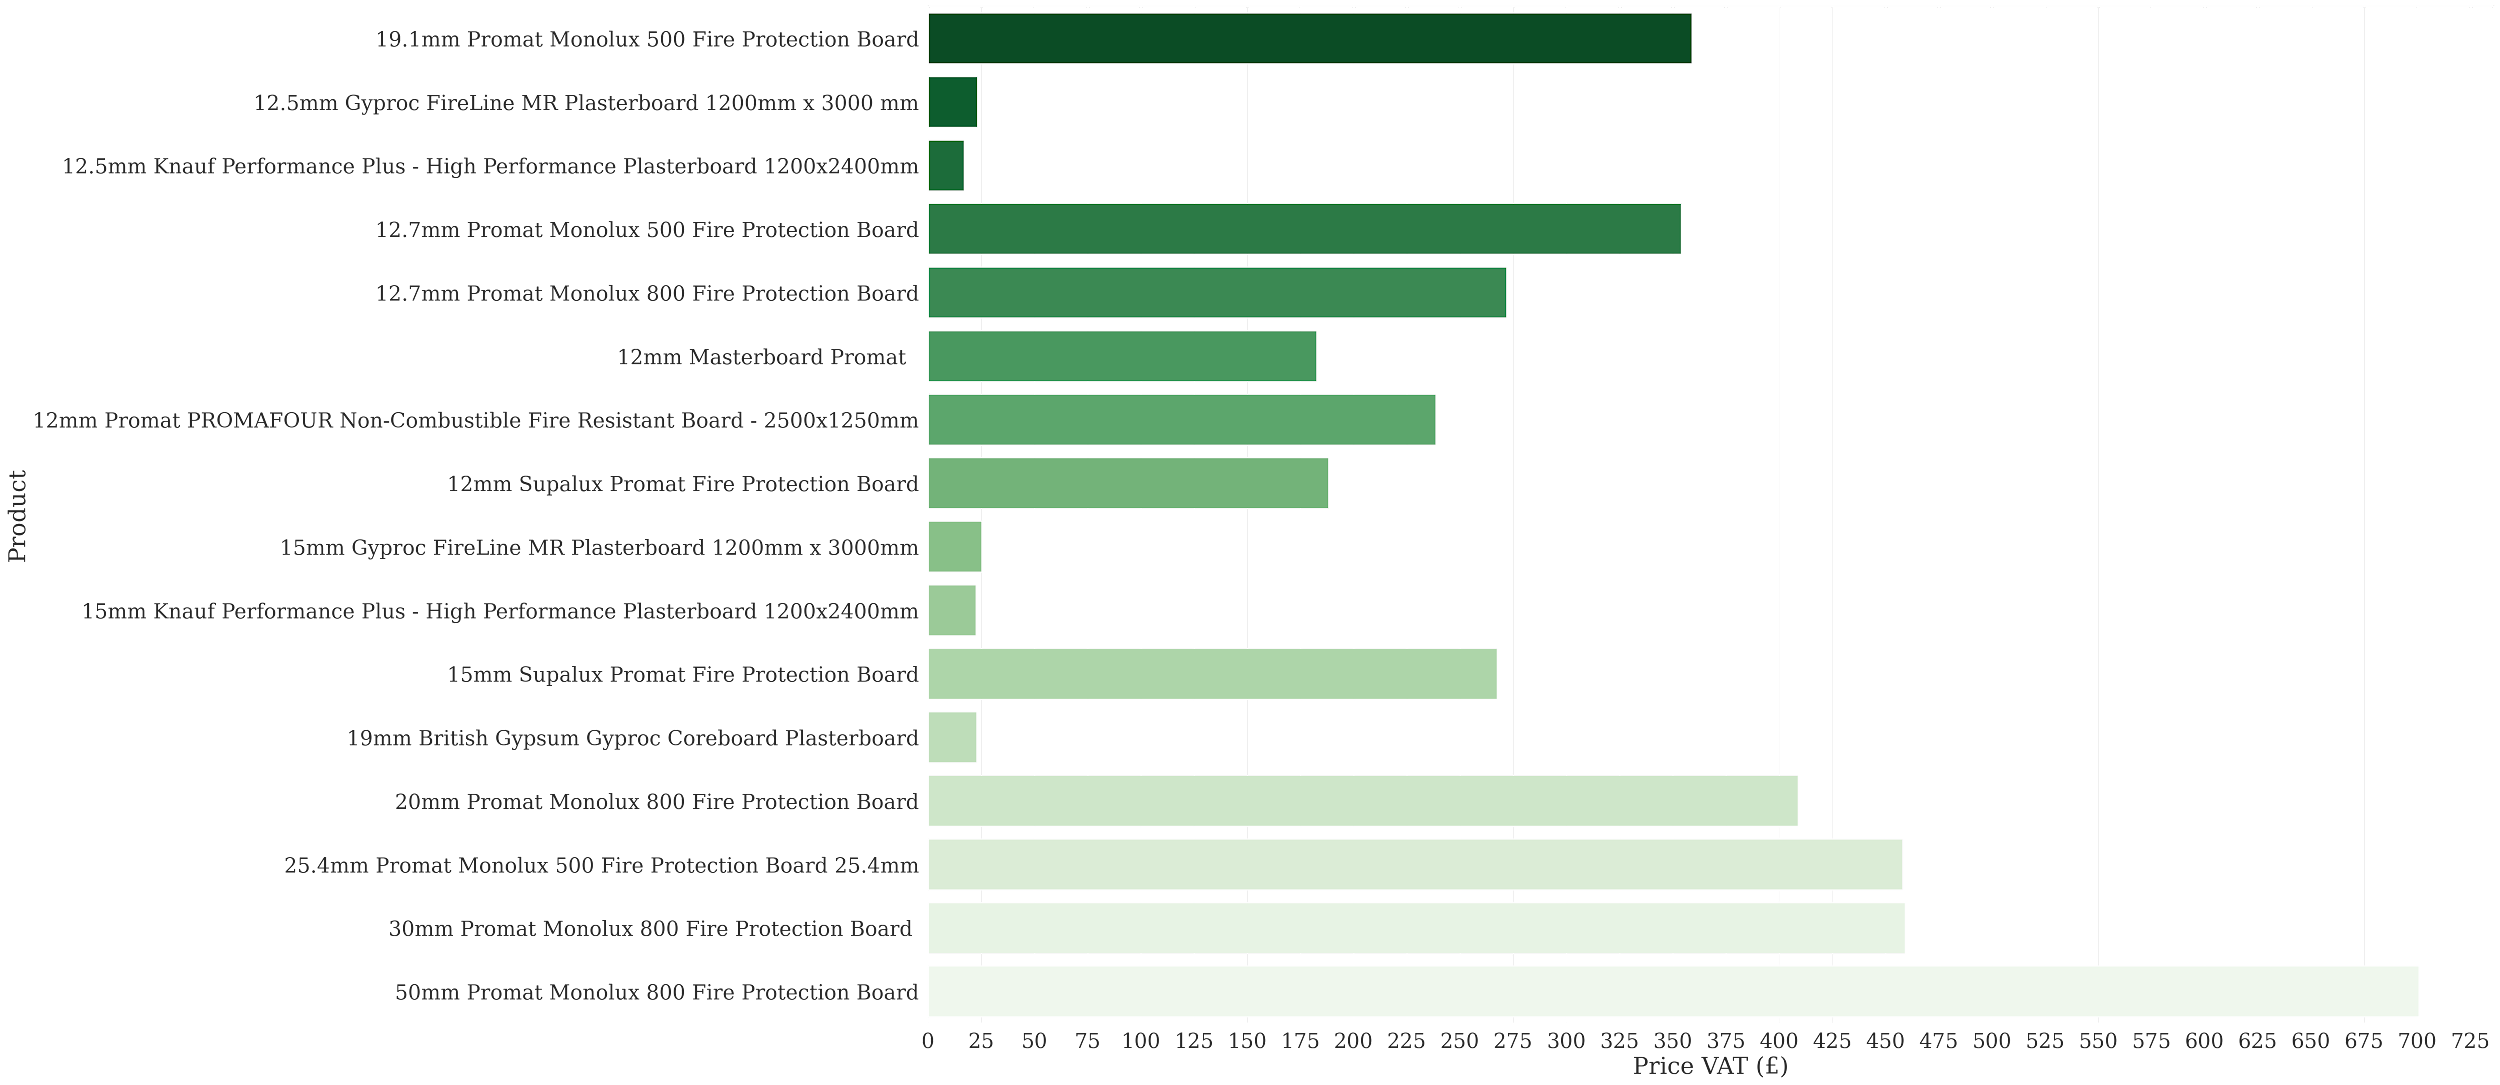 19.1mm Promat Monolux 500 Fire Protection Board
12.5mm Gyproc FireLine MR Plasterboard 1200mm x 3000 mm
12.5mm Knauf Performance Plus - High Performance Plasterboard 1200x2400mm
12.7mm Promat Monolux 500 Fire Protection Board
12.7mm Promat Monolux 800 Fire Protection Board
12mm Masterboard Promat
12mm Promat PROMAFOUR Non-Combustible Fire Resistant Board - 2500x1250mm
12mm Supalux Promat Fire Protection Board
Product
15mm Gyproc FireLine MR Plasterboard 1200mm x 3000mm
15mm Knauf Performance Plus - High Performance Plasterboard 1200x2400mm
15mm Supalux Promat Fire Protection Board
19mm British Gypsum Gyproc Coreboard Plasterboard
20mm Promat Monolux 800 Fire Protection Board
25.4mm Promat Monolux 500 Fire Protection Board 25.4mm
30mm Promat Monolux 800 Fire Protection Board
50mm Promat Monolux 800 Fire Protection Board
0 25 50 75 100 125 150 175 200 225 250 275 300 325 350 375 400 425 450 475 500 525 550 575 600 625 650 675 700 725
Price VAT (£)